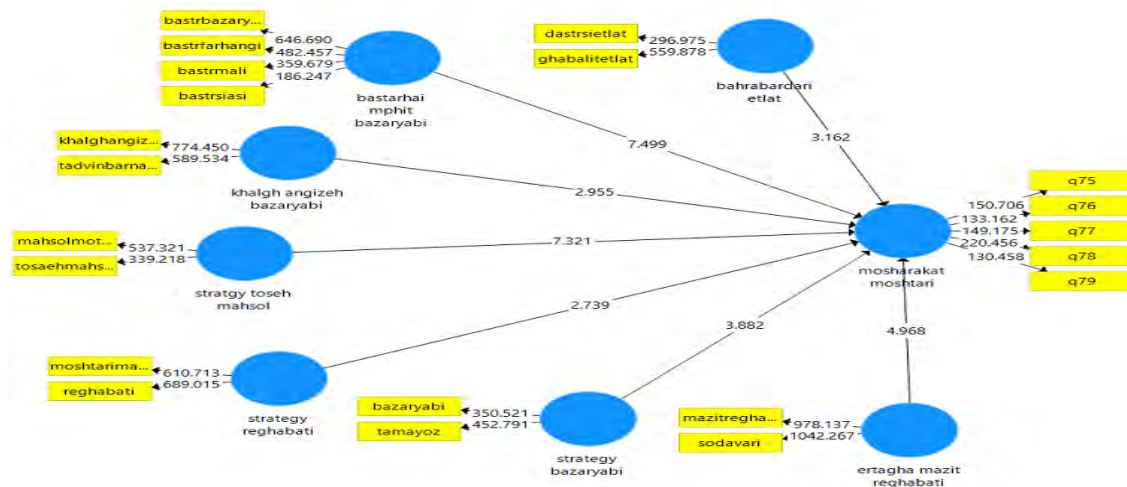 bastrbazary...
646.690
bastrfarhangi
482.457
bastrmali
359.679
bastrsiasi
186.247
bastarhai
mphit
bazaryabi
dastrsietlat
296.975
ghabalitetlat
559.878
bahrabardari
etlat
7.499
3.162
khalghangiz...
774.450
tadvinbarna...
589.534
khalgh angizeh
bazaryabi
2.955
mahsolmot...
537.321
tosaehmahs...
339.218
stratgy toseh
mahsol
7.321
mosharakat
moshtari
150.706
q75
133.162
q76
149.175
q77
220.456
q78
130.458
q79
moshtarima...
610.713
reghabati
689.015
strategy
reghabati
2.739
bazaryabi
350.521
tamayoz
452.791
strategy
bazaryabi
3.882
mazitregha...
978.137
sodavari
1042.267
ertagha mazit
reghabati
4.968